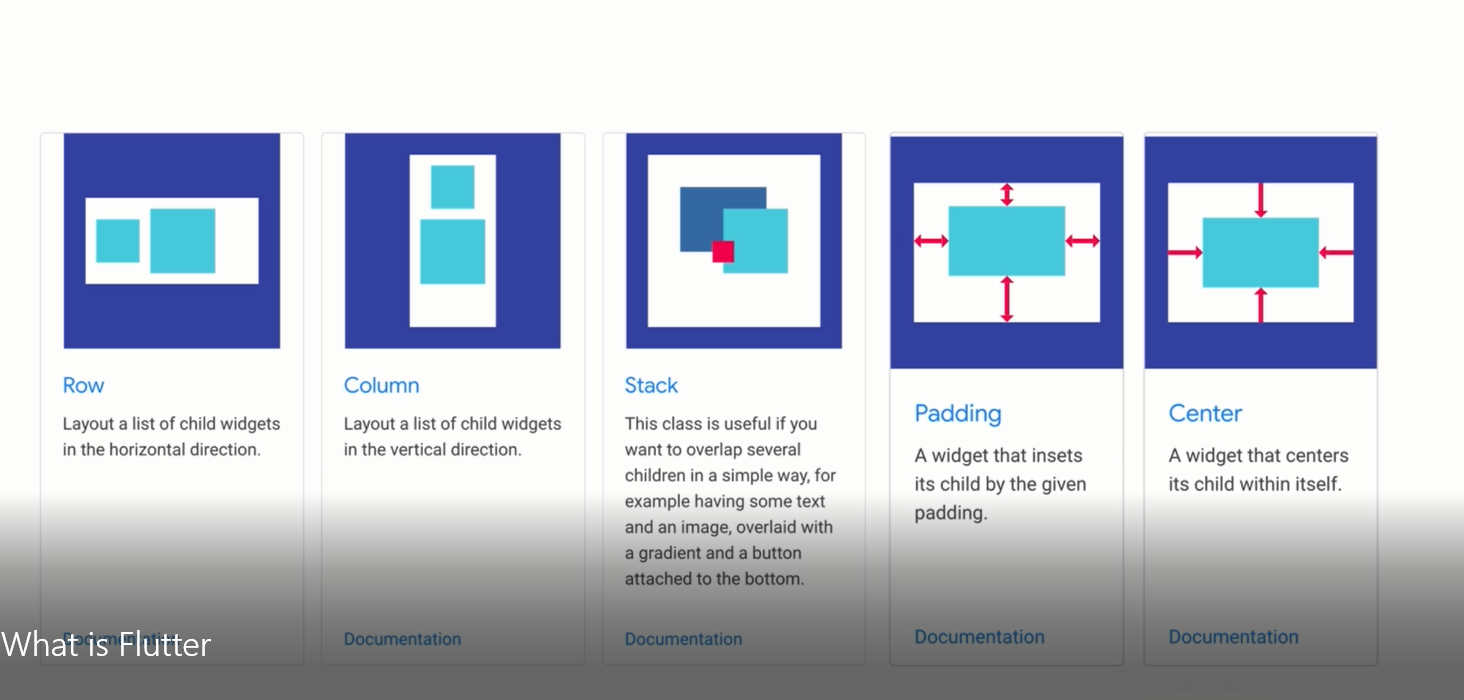 Row
Layout a list of child widgets
in the horizontal direction.
Documentation
Column
Layout a list of child widgets
in the vertical direction.
Documentation
Stack
This class is useful if you
want to overlap several
children in a simple way, for
example having some text
and an image, overlaid with
a gradient and a button
attached to the bottom.
Documentation
Padding
A widget that insets
its child by the given
padding.
Documentation
Center
A widget that centers
its child within itself.
Documentation
What is Flutter